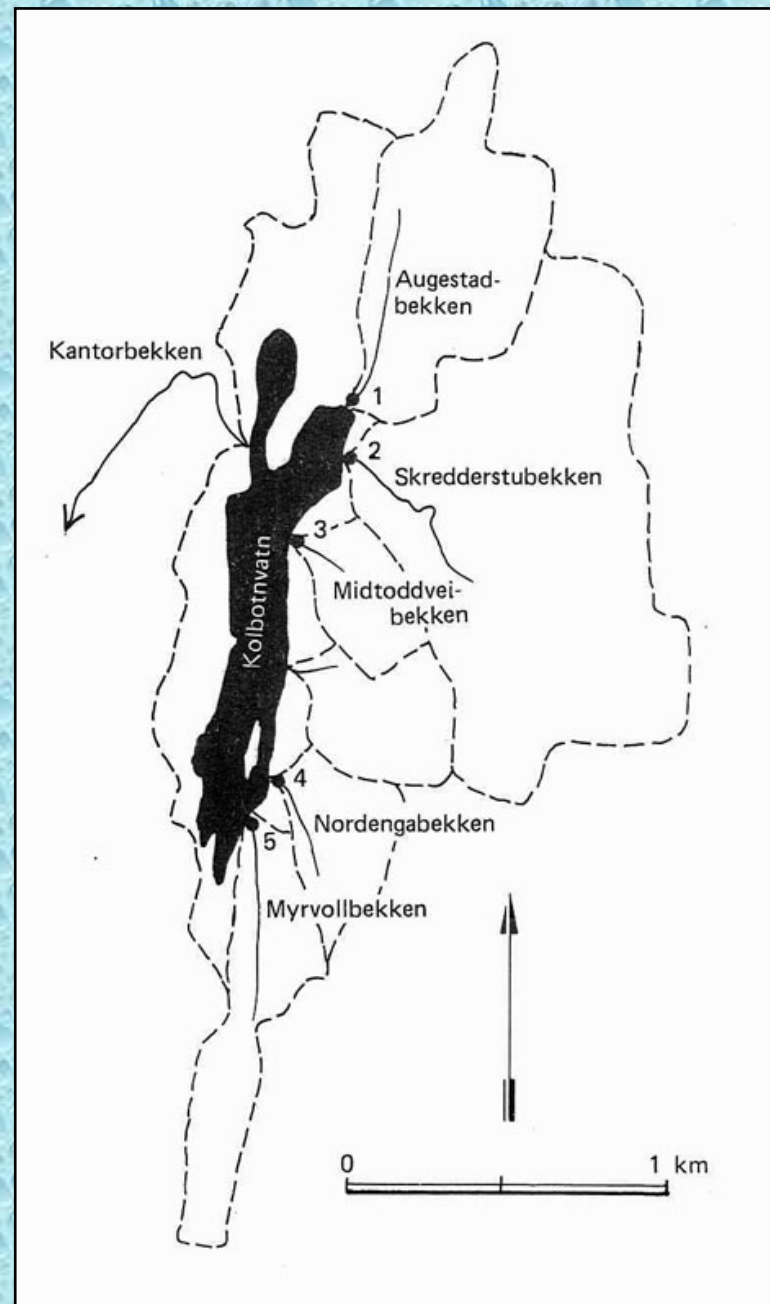 Augestad-
bekken
Kantorbekken
1
2
Skredderstubekken
3
Midtoddvei-
bekken
Kolbotnvatn
4
Nordengabekken
5
Myrvollbekken
0 1 km